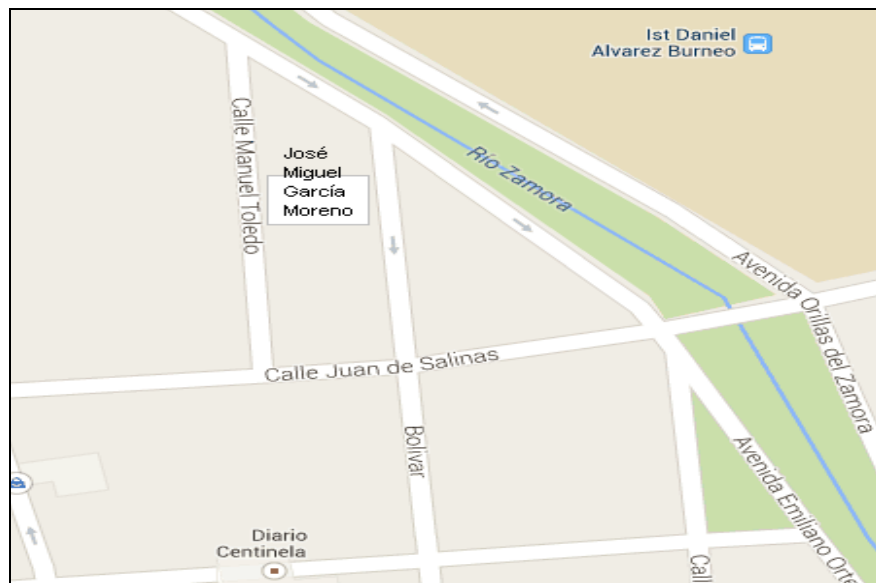 Ist Daniel
Alvarez Burneo
Calle Manuel Toledo
José
Miguel
García
Moreno
Río Zamora
Avenida Orillas del Zamora
Calle Juan de Salinas
Bolivar
Avenida Emiliano Orte
Diario
Centinela
Call